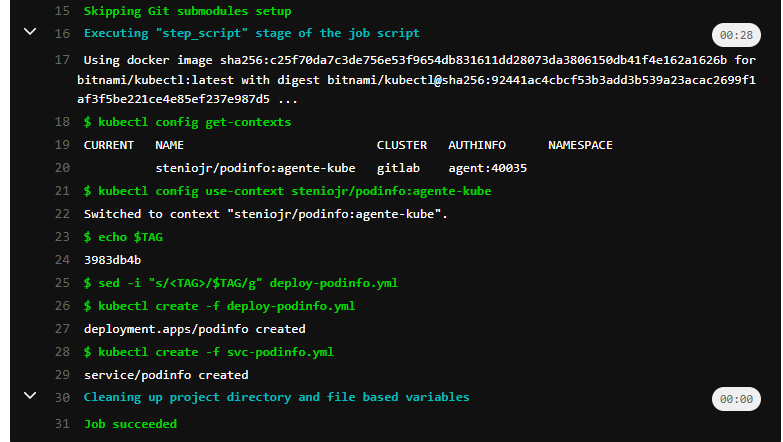 15 Skipping Git submodules setup
16 Executing "step_script" stage of the job script 00:28
17 Using docker image sha256:c25f70da7c3de756e53f9654db831611dd28073da3806150db41f4e162a1626b for
bitnami/kubectl:latest with digest bitnami/kubectl@sha256:92441ac4cbcf53b3add3b539a23acac2699f1
af3f5be221ce4e85ef237e987d5 ...
18 $ kubectl config get-contexts
19 CURRENT NAME CLUSTER AUTHINFO NAMESPACE
20 steniojr/podinfo:agente-kube gitlab agent:40035
21 $ kubectl config use-context steniojr/podinfo:agente-kube
22 Switched to context "steniojr/podinfo:agente-kube".
23 $ echo $TAG
24 3983db4b
25 $ sed -i "s/<TAG>/$TAG/g" deploy-podinfo.yml
26 $ kubectl create -f deploy-podinfo.yml
27 deployment.apps/podinfo created
28 $ kubectl create -f svc-podinfo.yml
29 service/podinfo created
30 Cleaning up project directory and file based variables 00:00
31 Job succeeded